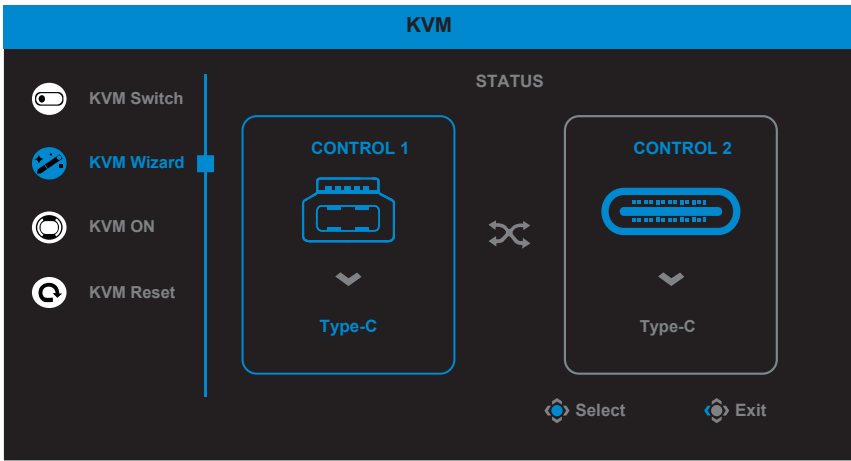 KVM
STATUS
KVM Switch
KVM Wizard
KVM ON
KVM Reset
CONTROL 1
Type-C
CONTROL 2
Type-C
Select
Exit